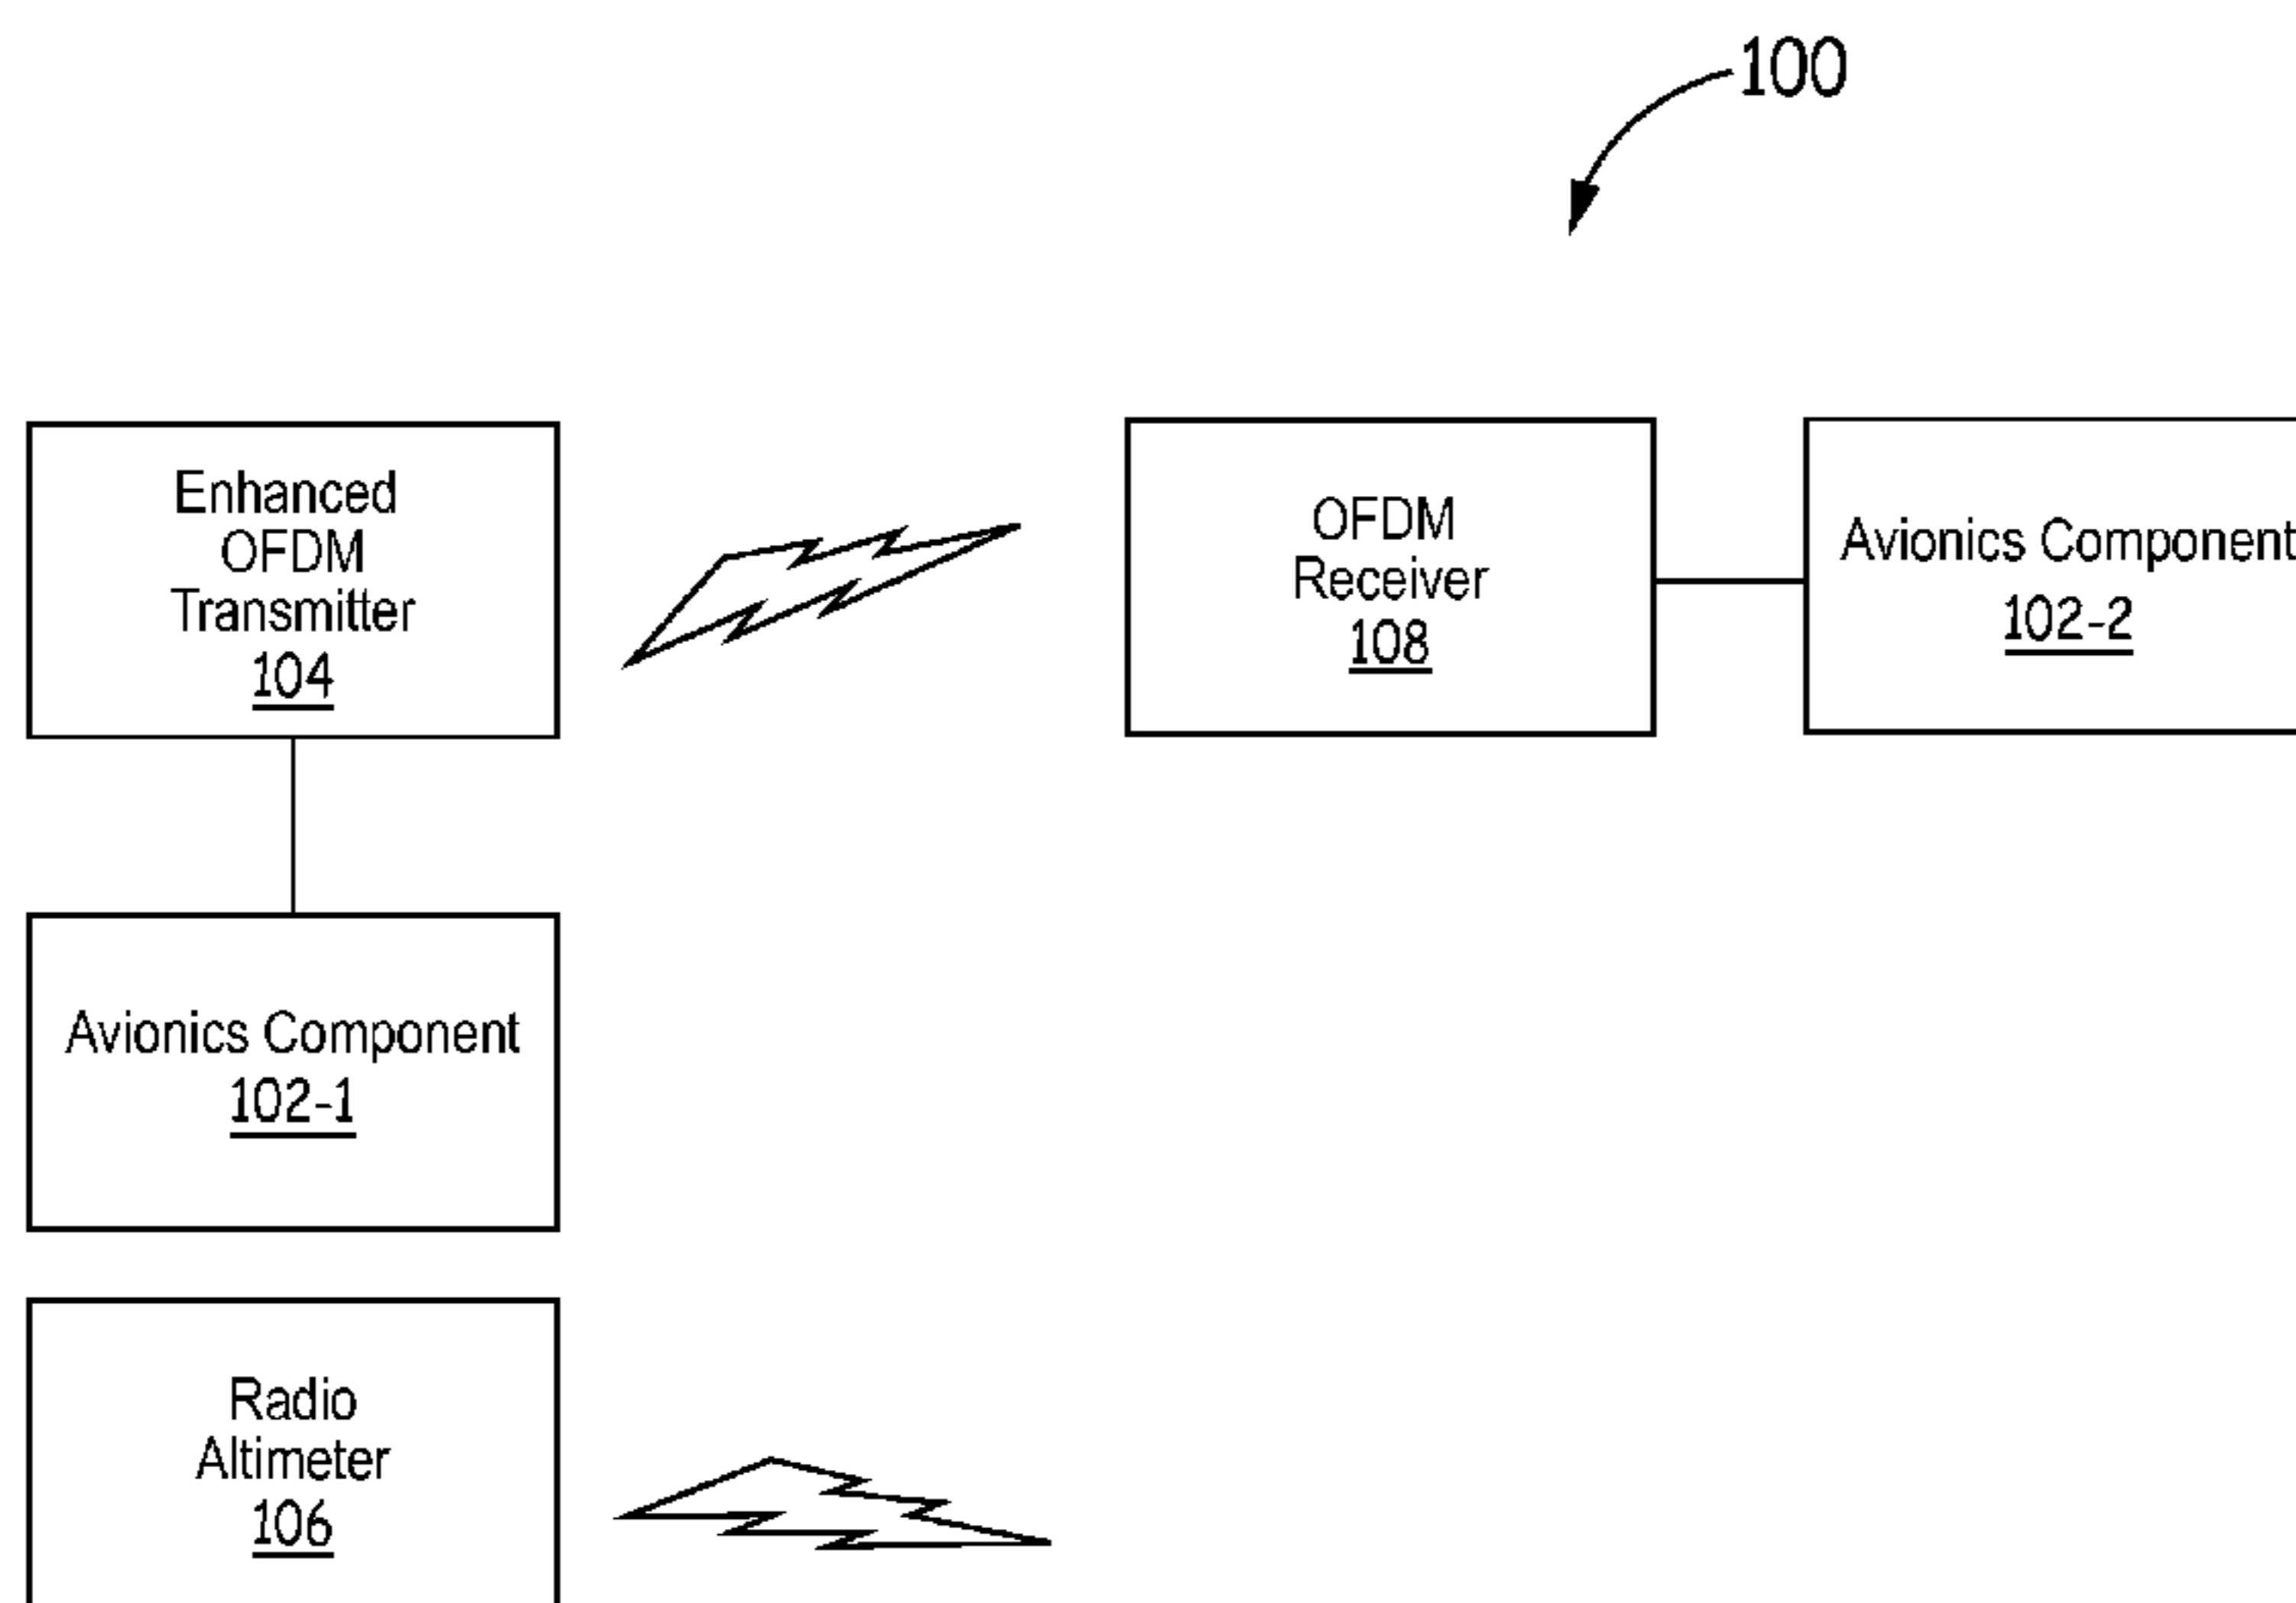 100
Enhanced
OFDM
Transmitter
104
OFDM
Receiver
108
Avionics Component
102-2
Avionics Component
102-1
Radio
Altimeter
106